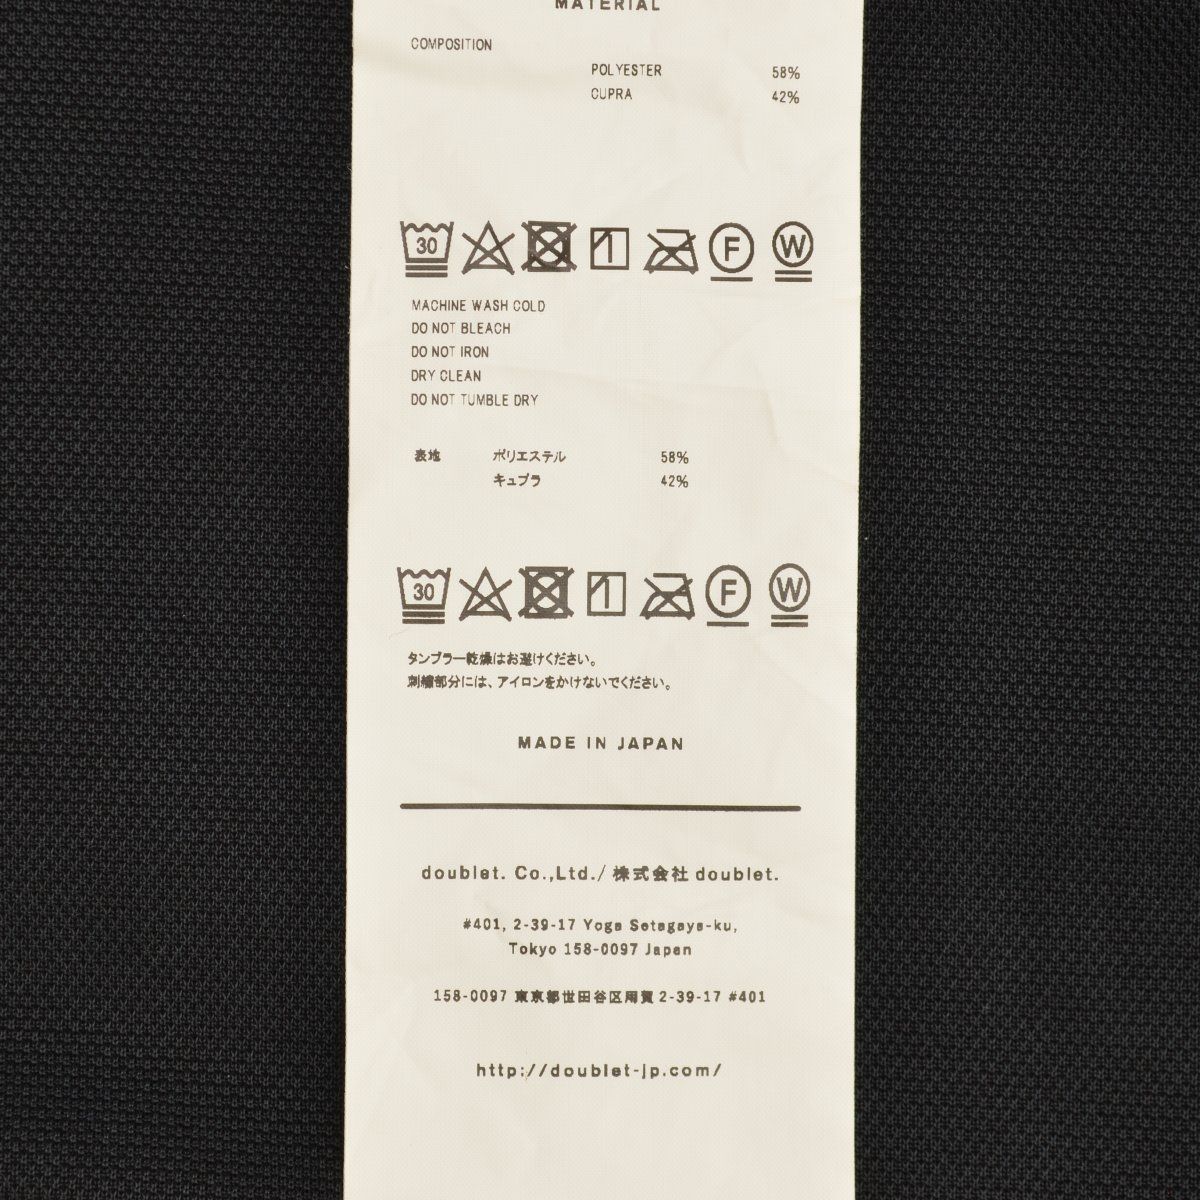 MATERIAL
COMPOSITION
POLYESTER 58%
CUPRA 42%
30 F W
MACHINE WASH COLD
DO NOT BLEACH
DO NOT IRON
DRY CLEAN
DO NOT TUMBLE DRY
表地 ポリエステル 58%
キュプラ 42%
30 F W
タンブラー乾燥はお避けください。
刺繍部分には、アイロンをかけないでください。
MADE IN JAPAN
doublet. Co.,Ltd./ 株式会社 doublet.
#401, 2-39-17 Yoga Setagaya-ku,
Tokyo 158-0097 Japan
158-0097 東京都世田谷区用賀 2-39-17 #401
http://doublet-jp.com/